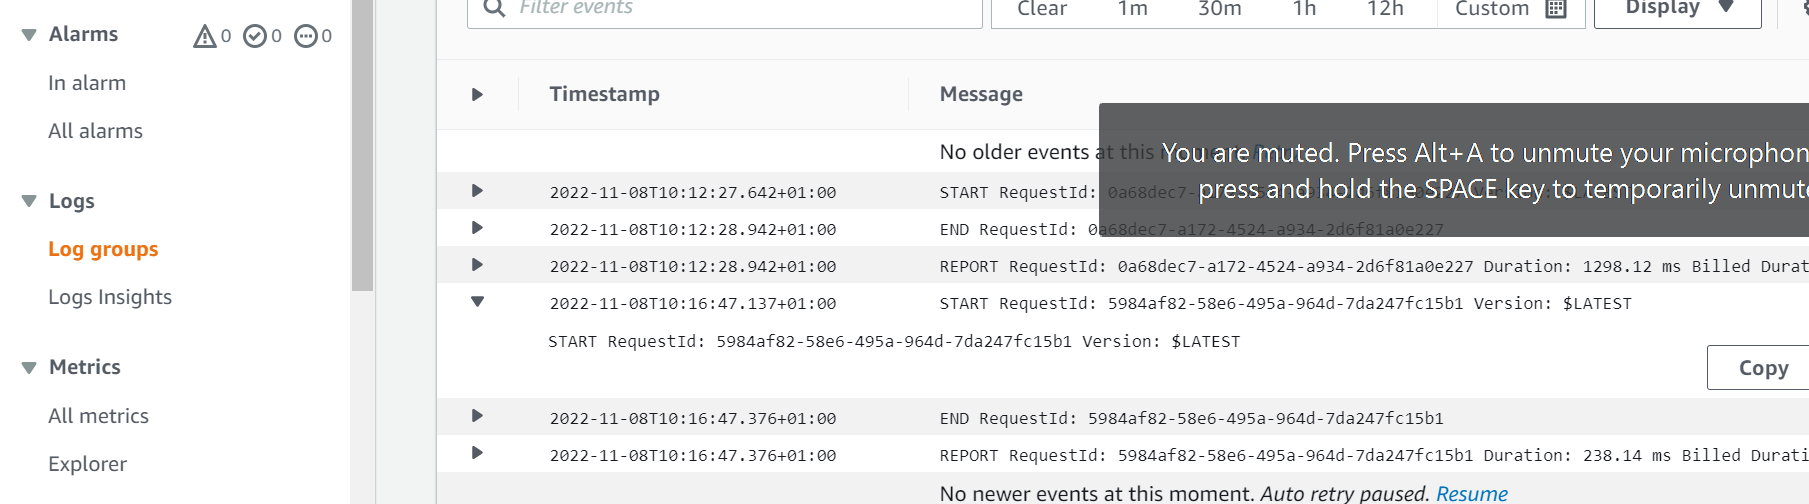 Filter events
Clear 1m 30m 1h 12h Custom Display
Alarms 0 0 0
In alarm
All alarms
Logs
Log groups
Logs Insights
Metrics
All metrics
Explorer
Timestamp Message
No older events at this moment.
You are muted. Press Alt+A to unmute your microphon
press and hold the SPACE key to temporarily unmute
2022-11-08T10:12:27.642+01:00 START RequestId: 0a68dec7-
2022-11-08T10:12:28.942+01:00 END RequestId: 0a68dec7-a172-4524-a934-2d6f81a0e227
2022-11-08T10:12:28.942+01:00 REPORT RequestId: 0a68dec7-a172-4524-a934-2d6f81a0e227 Duration: 1298.12 ms Billed Durat
2022-11-08T10:16:47.137+01:00 START RequestId: 5984af82-58e6-495a-964d-7da247fc15b1 Version: $LATEST
START RequestId: 5984af82-58e6-495a-964d-7da247fc15b1 Version: $LATEST
Copy
2022-11-08T10:16:47.376+01:00 END RequestId: 5984af82-58e6-495a-964d-7da247fc15b1
2022-11-08T10:16:47.376+01:00 REPORT RequestId: 5984af82-58e6-495a-964d-7da247fc15b1 Duration: 238.14 ms Billed Durati
No newer events at this moment. Auto retry paused. Resume